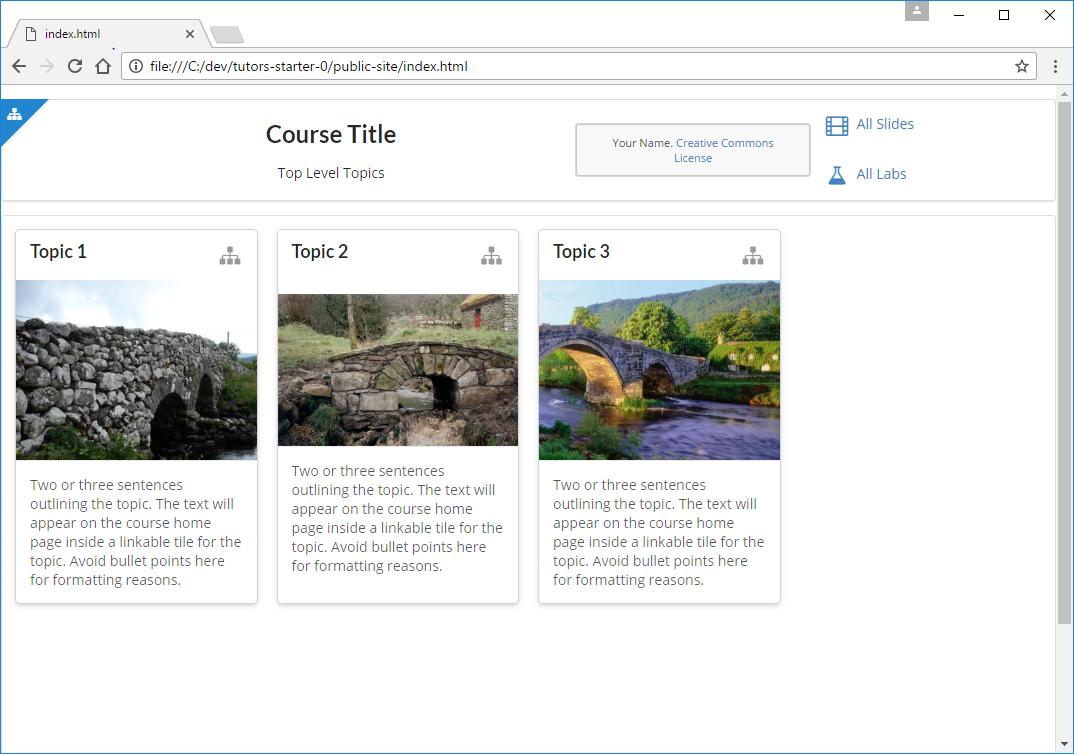 index.html
file:///C:/dev/tutors-starter-0/public-site/index.html
Course Title
Top Level Topics
Your Name. Creative Commons
License
All Slides
All Labs
Topic 1
Two or three sentences
outlining the topic. The text will
appear on the course home
page inside a linkable tile for the
topic. Avoid bullet points here
for formatting reasons.
Topic 2
Two or three sentences
outlining the topic. The text will
appear on the course home
page inside a linkable tile for the
topic. Avoid bullet points here
for formatting reasons.
Topic 3
Two or three sentences
outlining the topic. The text will
appear on the course home
page inside a linkable tile for the
topic. Avoid bullet points here
for formatting reasons.